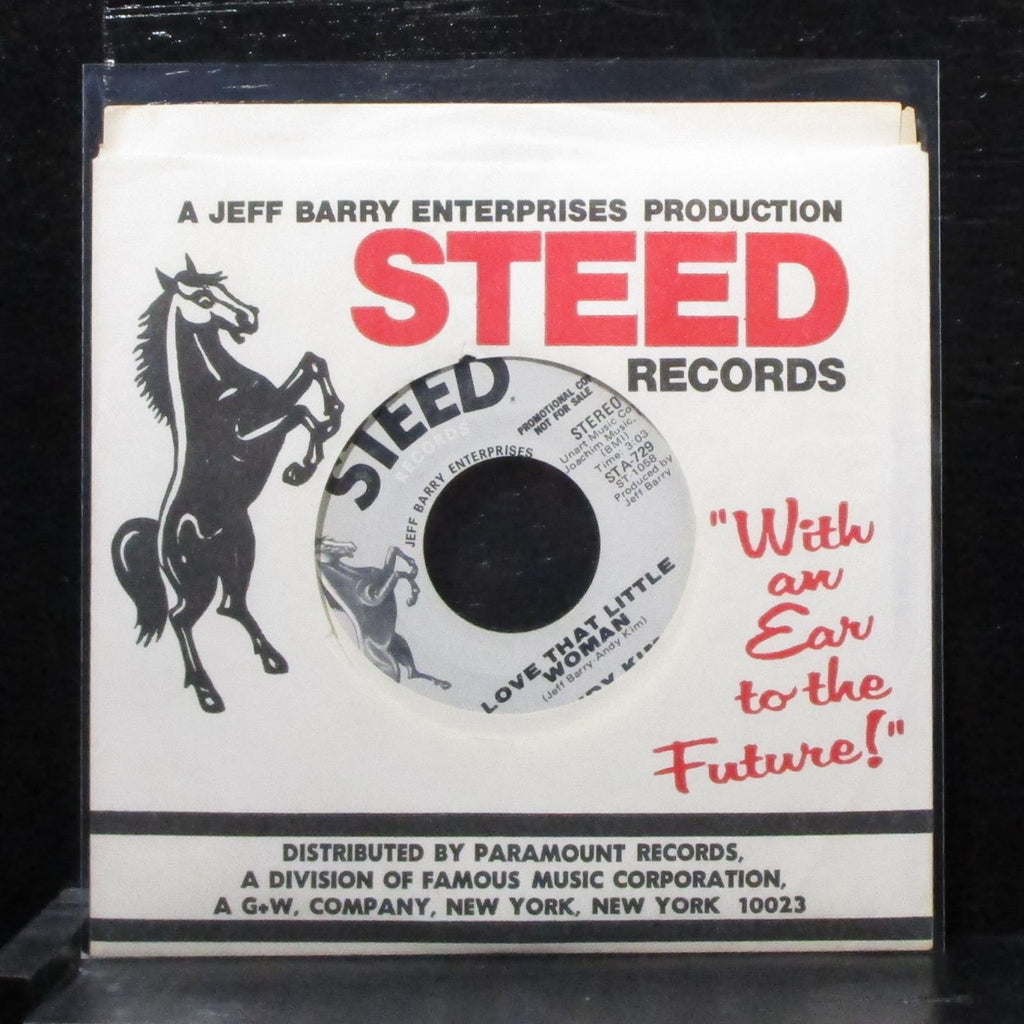 A JEFF BARRY ENTERPRISES PRODUCTION
STEED
RECORDS
STEED
RECORDS
JEFF BARRY ENTERPRISES
PROMOTIONAL
NOT FOR SALE
STEREO
Unart Music Co
Joachim Music,
(BMI)
Time: 3:03
STA-729
ST-1058
Produced by
Jeff Barry
LOVE THAT LITTLE
WOMAN
(Jeff Barry-Andy Kim)
"With
an
Ear
to the
Future!"
DISTRIBUTED BY PARAMOUNT RECORDS,
A DIVISION OF FAMOUS MUSIC CORPORATION,
A G+W, COMPANY, NEW YORK, NEW YORK 10023